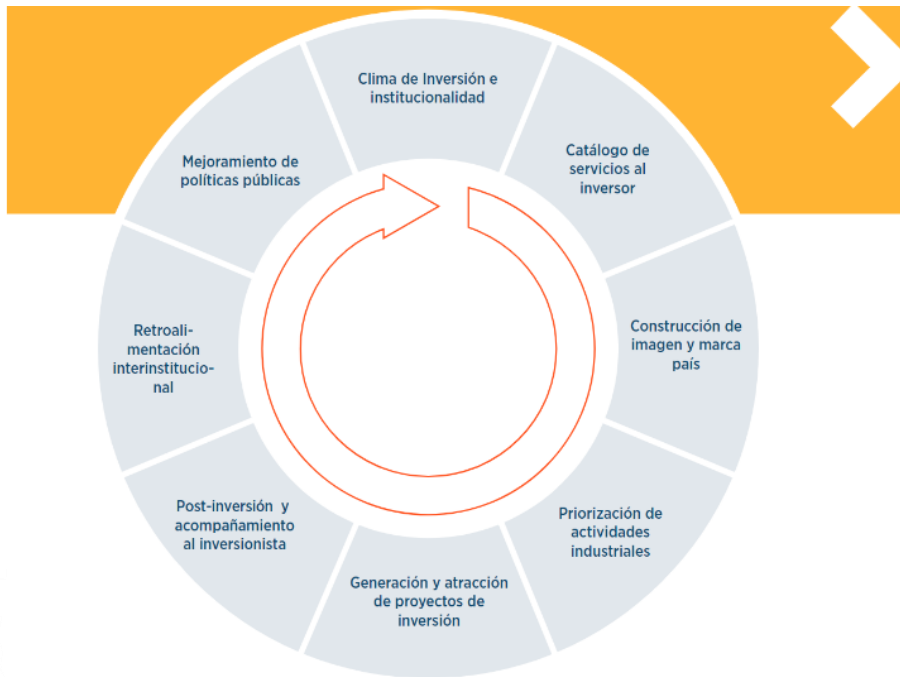 Clima de Inversión e
institucionalidad
Catálogo de
servicios al
inversor
Construcción de
imagen y marca
país
Priorización de
actividades
industriales
Generación y atracción
de proyectos de
inversión
Post-inversión y
acompañamiento
al inversionista
Retroali-
mentación
interinstitucio-
nal
Mejoramiento de
políticas públicas